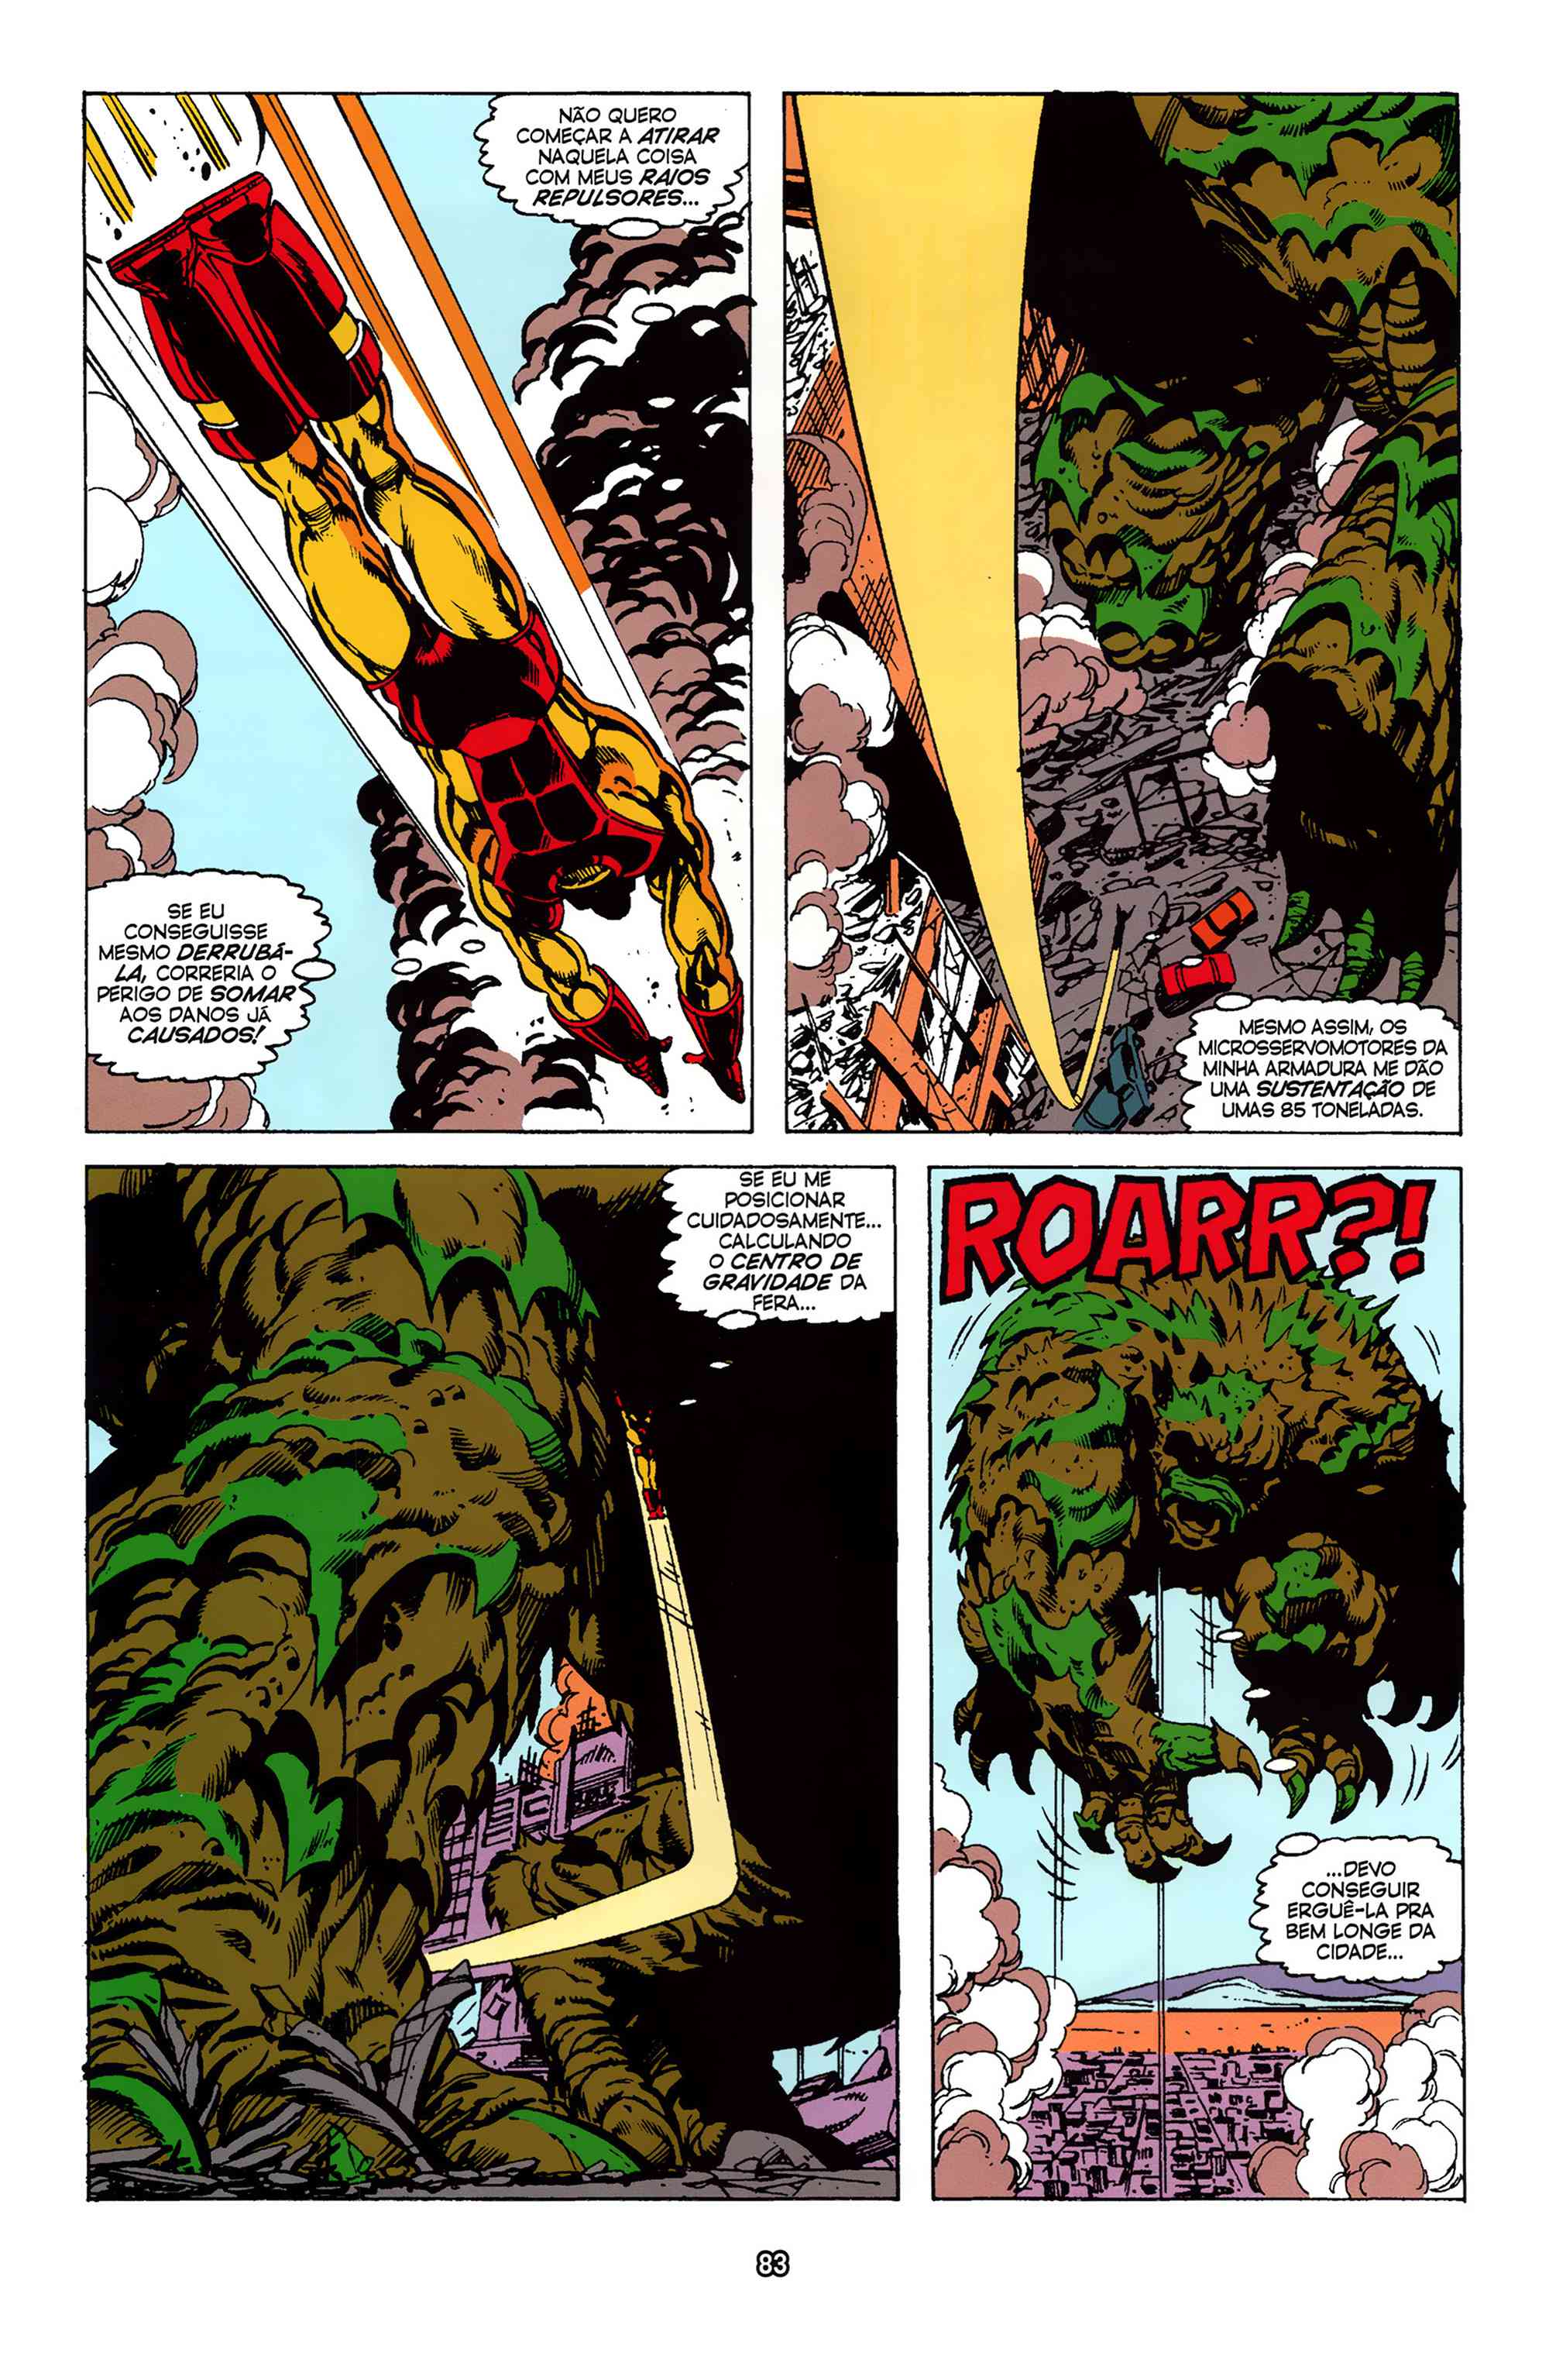 NÃO QUERO
COMEÇAR A ATIRAR
NAQUELA COISA
COM MEUS RAIOS
REPULSORES...
SE EU
CONSEGUISSE
MESMO DERRUBÁ-
LA, CORRERIA O
PERIGO DE SOMAR
AOS DANOS JÁ
CAUSADOS!
MESMO ASSIM, OS
MICROSSERVOMOTORES DA
MINHA ARMADURA ME DÃO
UMA SUSTENTAÇÃO DE
UMAS 85 TONELADAS.
SE EU ME
POSICIONAR
CUIDADOSAMENTE...
CALCULANDO
O CENTRO DE
GRAVIDADE DA
FERA...
ROARR?!
...DEVO
CONSEGUIR
ERGUÊ-LA PRA
BEM LONGE DA
CIDADE...
83